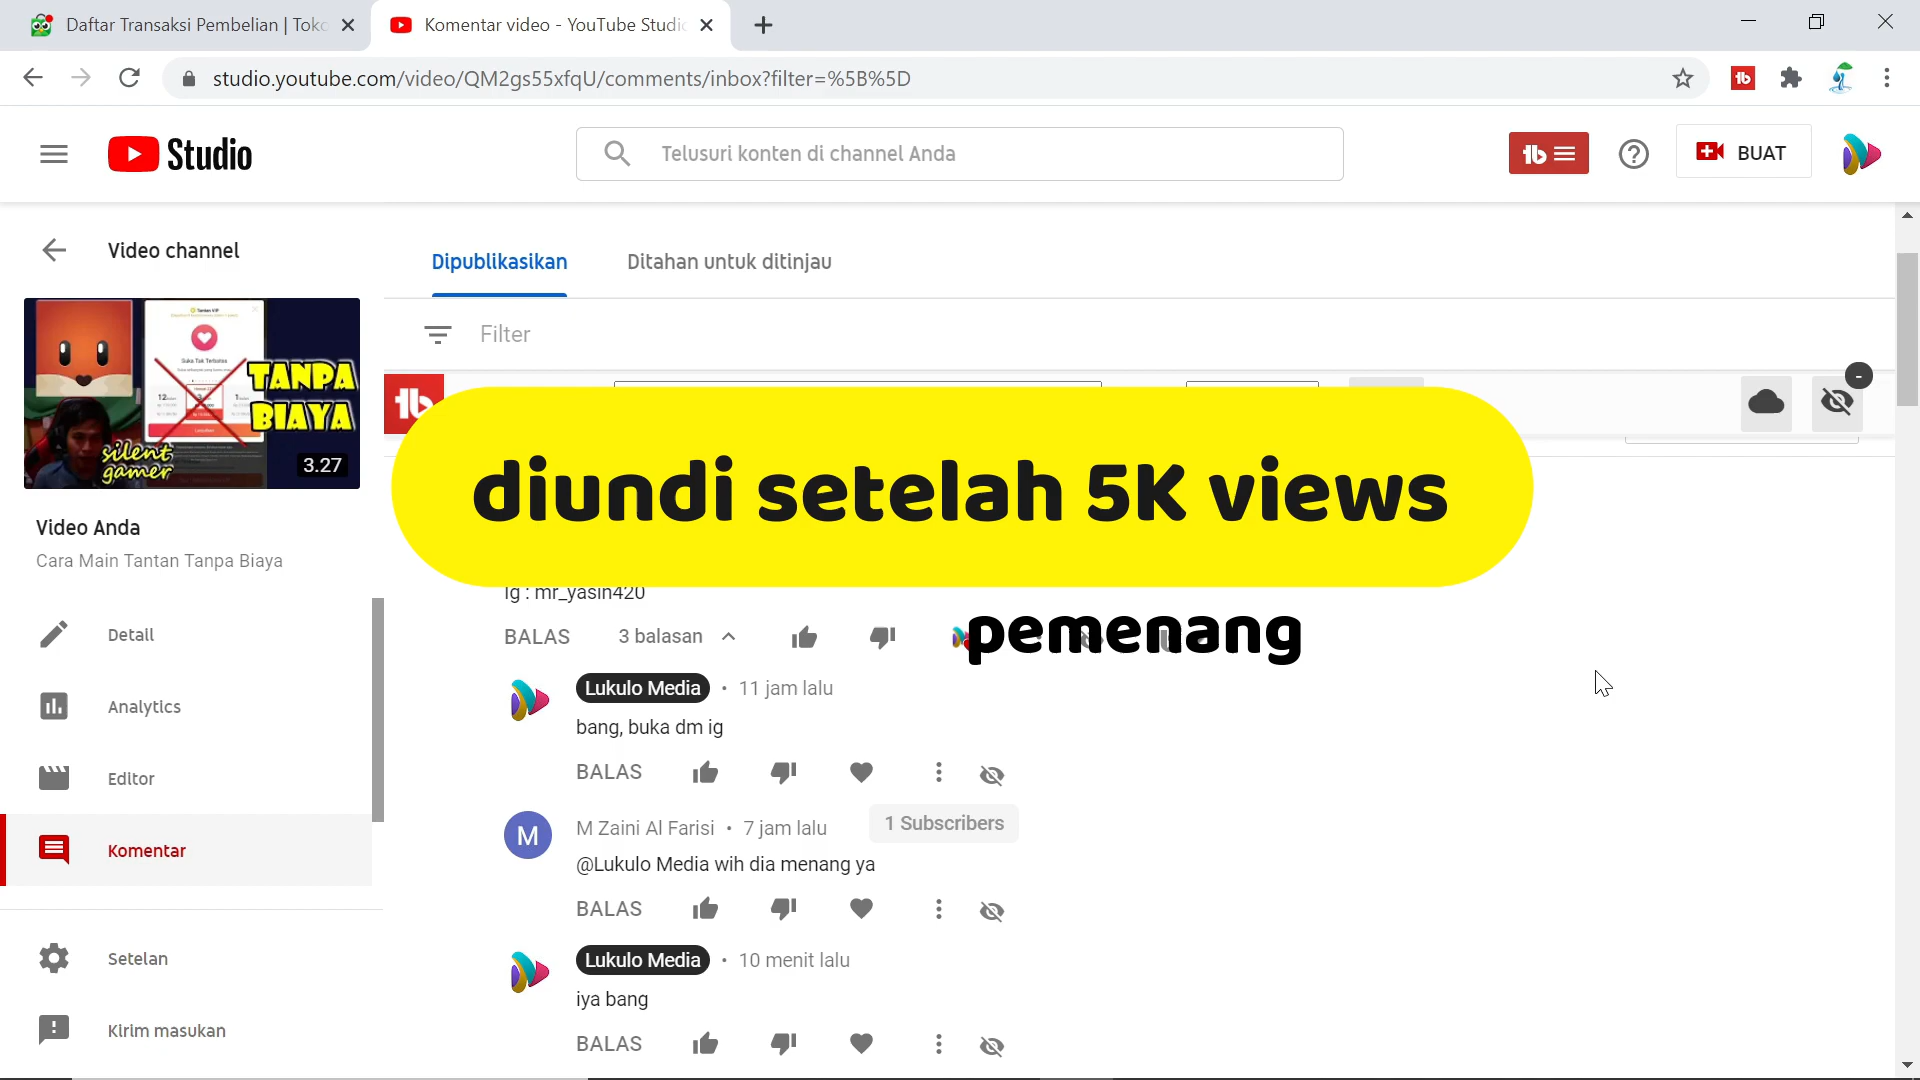 Daftar Transaksi Pembelian | Toko
Komentar video - YouTube Studio
studio.youtube.com/video/QM2gs55xfqU/comments/inbox?filter=%5B%5D
Studio
Telusuri konten di channel Anda
BUAT
Video channel
Dipublikasikan
Ditahan untuk ditinjau
Filter
TANPA
BIAYA
silent
gamer
3.27
diundi setelah 5K views
Video Anda
Cara Main Tantan Tanpa Biaya
Ig : mr_yasin420
BALAS
3 balasan
pemenang
Detail
Lukulo Media • 11 jam lalu
bang, buka dm ig
BALAS
Analytics
Editor
M
M Zaini Al Farisi • 7 jam lalu
1 Subscribers
@Lukulo Media wih dia menang ya
BALAS
Komentar
Lukulo Media • 10 menit lalu
iya bang
BALAS
Setelan
Kirim masukan